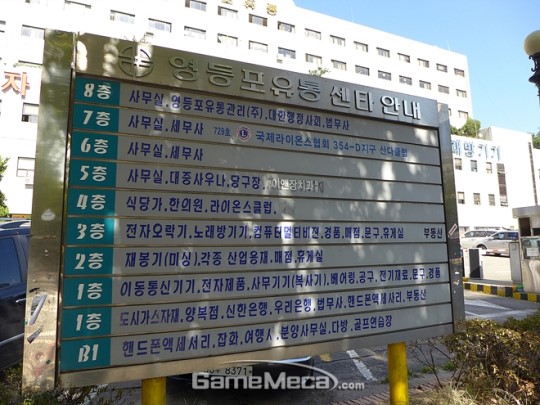 영등포유통센타안내
8층 사무실.영등포유통관리(주).대한행정사회.법무사
7층 사무실.세무사 729호 국제라이온스협회 354-D지구 신대클럽
6층 사무실.세무사
5층 사무실.대중사우나.당구장.이앤장치과
4층 식당가.한의원.라이온스클럽.
3층 전자오락기.노래방기기.컴퓨터멀티비전.경품.매점.문구.휴게실 부동산
2층 재봉기(미싱)각종 산업용재.매점.휴게실
1층 이동통신기기.전자제품.사무기기(복사기).베어링.공구.전기재료.문구.경품
1층 도시가스자재.양복점.신한은행.우리은행.법무사.핸드폰액세서리.부동산
B1 핸드폰액세서리.잡화.여행사.분양사무실.다방.골프연습장
8371
GameMeca.com